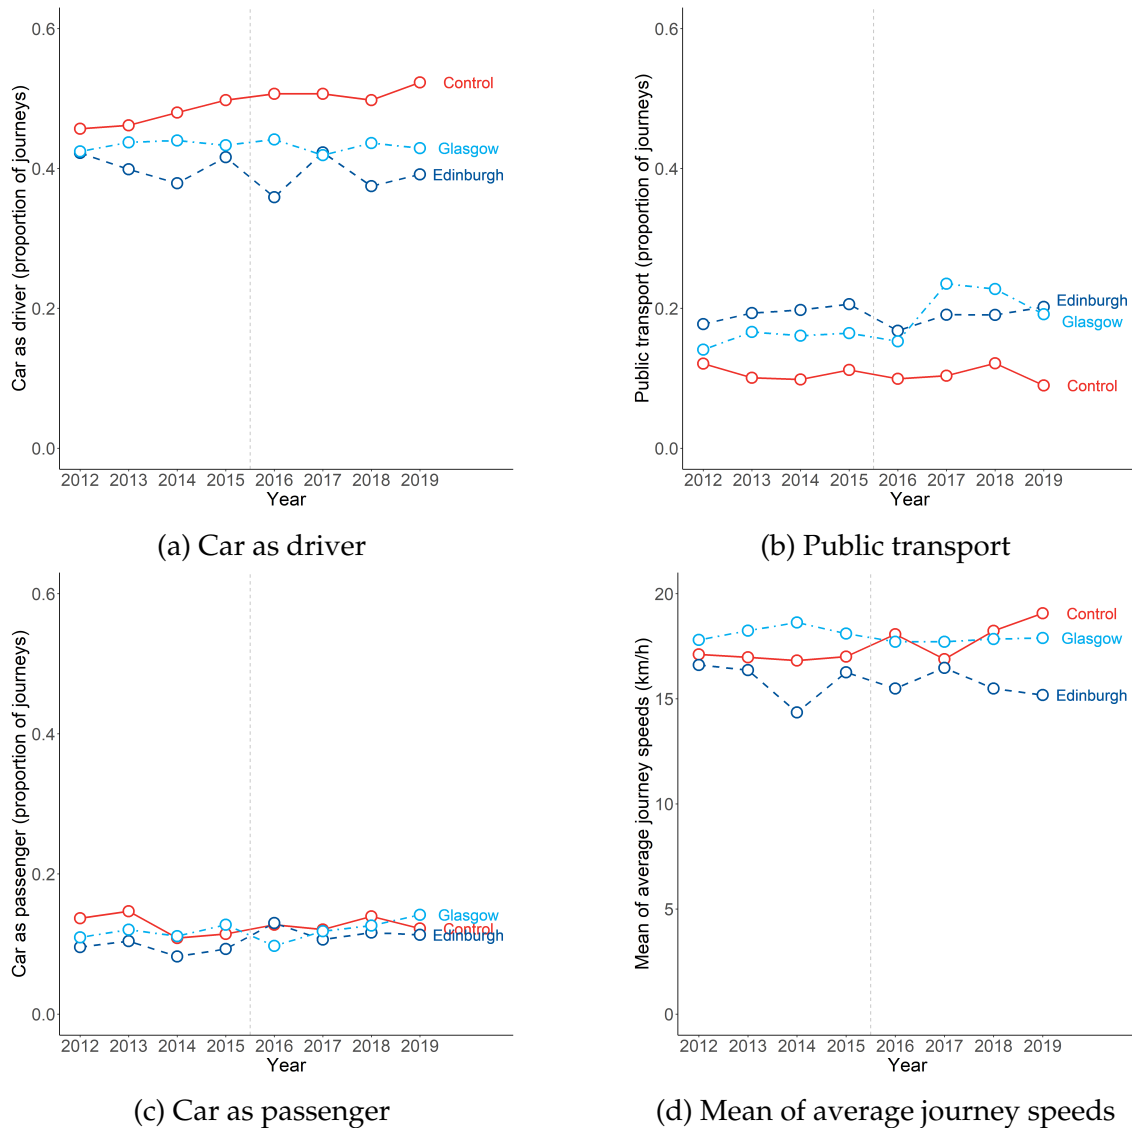 Car as driver (proportion of journeys)
0.6
0.4
0.2
0.0
Control
Glasgow
Edinburgh
2012 2013 2014 2015 2016 2017 2018 2019
Year
(a) Car as driver
Public transport (proportion of journeys)
0.6
0.4
0.2
0.0
Edinburgh
Glasgow
Control
2012 2013 2014 2015 2016 2017 2018 2019
Year
(b) Public transport
Car as passenger (proportion of journeys)
0.6
0.4
0.2
0.0
Glasgow
Control
Edinburgh
2012 2013 2014 2015 2016 2017 2018 2019
Year
(c) Car as passenger
Mean of average journey speeds (km/h)
20
15
10
5
0
Control
Glasgow
Edinburgh
2012 2013 2014 2015 2016 2017 2018 2019
Year
(d) Mean of average journey speeds